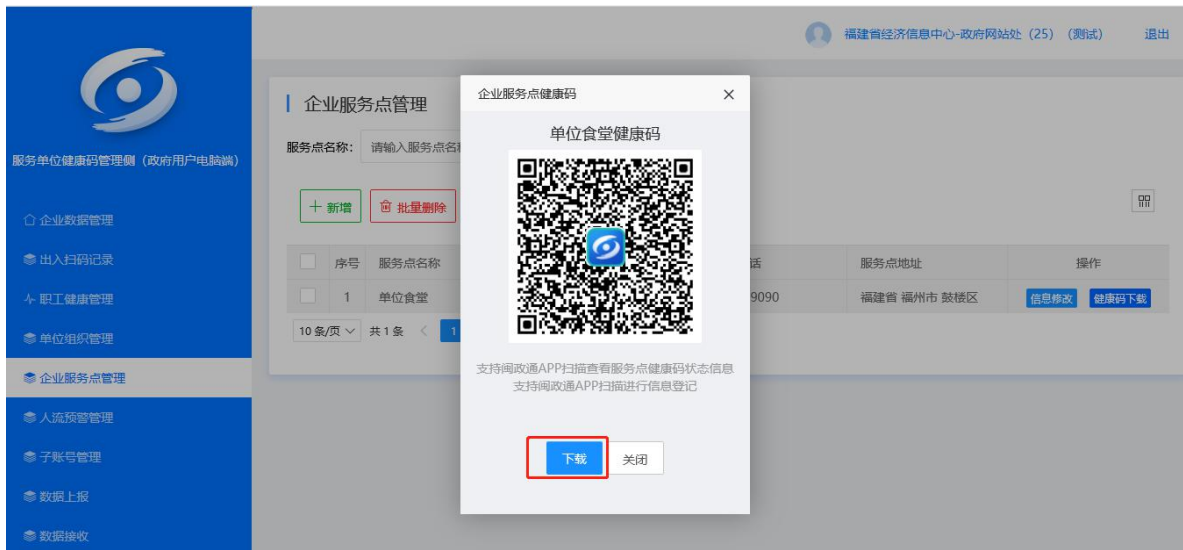 福建省经济信息中心-政府网站处（25）（测试）
退出
服务单位健康码管理侧（政府用户电脑端）
企业数据管理
出入扫码记录
职工健康管理
单位组织管理
企业服务点管理
人流预警管理
子账号管理
数据上报
数据接收
企业服务点管理
服务点名称： 请输入服务点名称
新增 批量删除
序号 服务点名称 话 服务点地址 操作
1 单位食堂 9090 福建省 福州市 鼓楼区 信息修改 健康码下载
10 条/页 共 1 条 1
企业服务点健康码
单位食堂健康码
支持闽政通APP扫描查看服务点健康码状态信息
支持闽政通APP扫描进行信息登记
下载 关闭